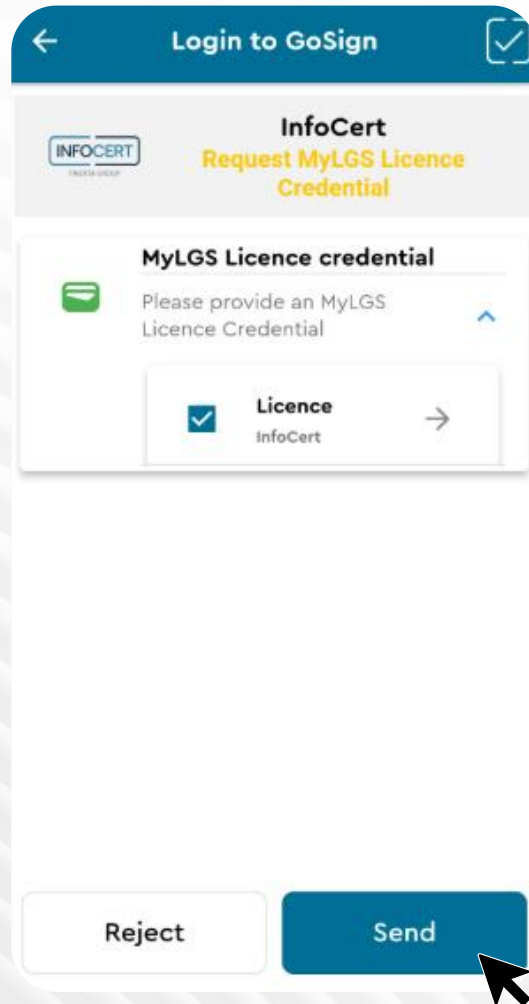 Login to GoSign
INFOCERT
InfoCert
Request MyLGS Licence
Credential
MyLGS Licence credential
Please provide an MyLGS
Licence Credential
Licence
InfoCert
Reject
Send